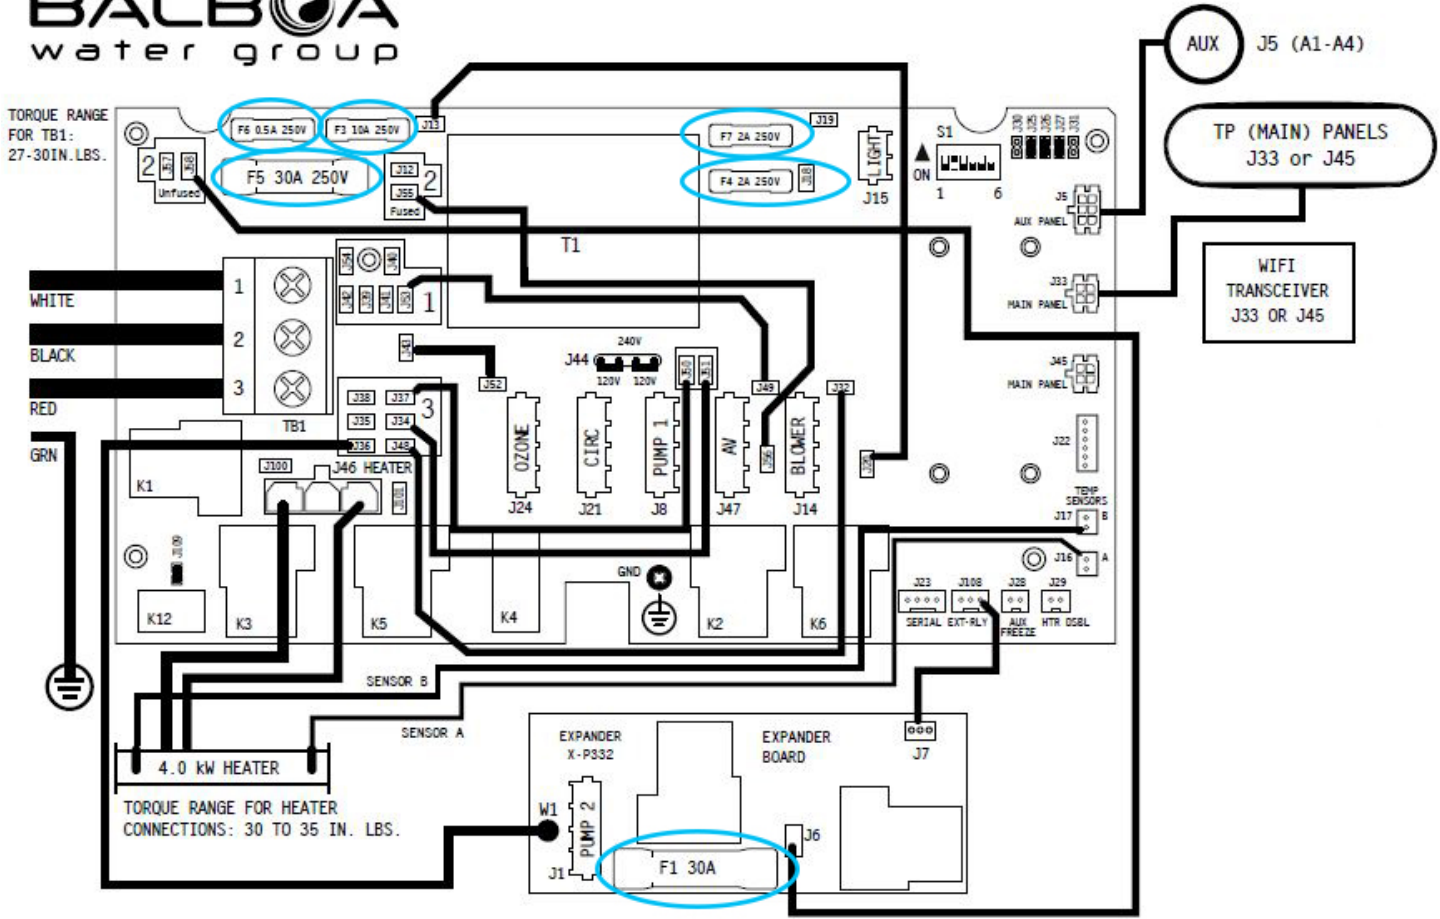 BALBOA
water group
AUX
J5 (A1-A4)
TORQUE RANGE
FOR TB1:
27-30IN.LBS.
F6 0.5A 250V
F3 10A 250V
J13
F7 2A 250V
J19
F5 30A 250V
F4 2A 250V
J18
LIGHT
J15
S1
ON
1
6
J30
J25
J26
J27
J31
TP (MAIN) PANELS
J33 or J45
2
J57
J58
Unfused
J12
J55
2
Fused
J5
AUX PANEL
T1
WIFI
TRANSCEIVER
J33 OR J45
J54
J40
J42
J39
J41
J53
1
J33
MAIN PANEL
WHITE
BLACK
RED
GRN
1
2
3
TB1
J43
J52
240V
J44
120V
120V
J50
J51
J49
J32
J45
MAIN PANEL
J38
J37
3
J35
J34
J36
J48
J100
J46 HEATER
J101
OZONE
J24
CIRC
J21
PUMP 1
J8
AV
J47
J56
BLOWER
J14
J22
TEMP
SENSORS
J17
B
J16
A
K1
J109
K12
K3
K5
K4
GND
K2
K6
J23
J108
J28
J29
SERIAL
EXT-RLY
AUX
FREEZE
HTR DSBL
SENSOR B
SENSOR A
4.0 kW HEATER
TORQUE RANGE FOR HEATER
CONNECTIONS: 30 TO 35 IN. LBS.
EXPANDER
X-P332
EXPANDER
BOARD
J7
W1
PUMP 2
J1
F1 30A
J6